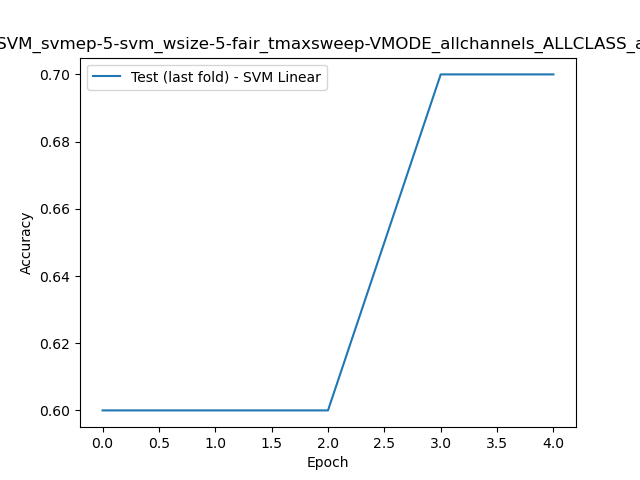 SVM_svmep-5-svm_wsize-5-fair_tmaxsweep-VMODE_allchannels_ALLCLASS_a
Test (last fold) - SVM Linear
0.70
0.68
0.66
0.64
0.62
0.60
Accuracy
0.0 0.5 1.0 1.5 2.0 2.5 3.0 3.5 4.0
Epoch